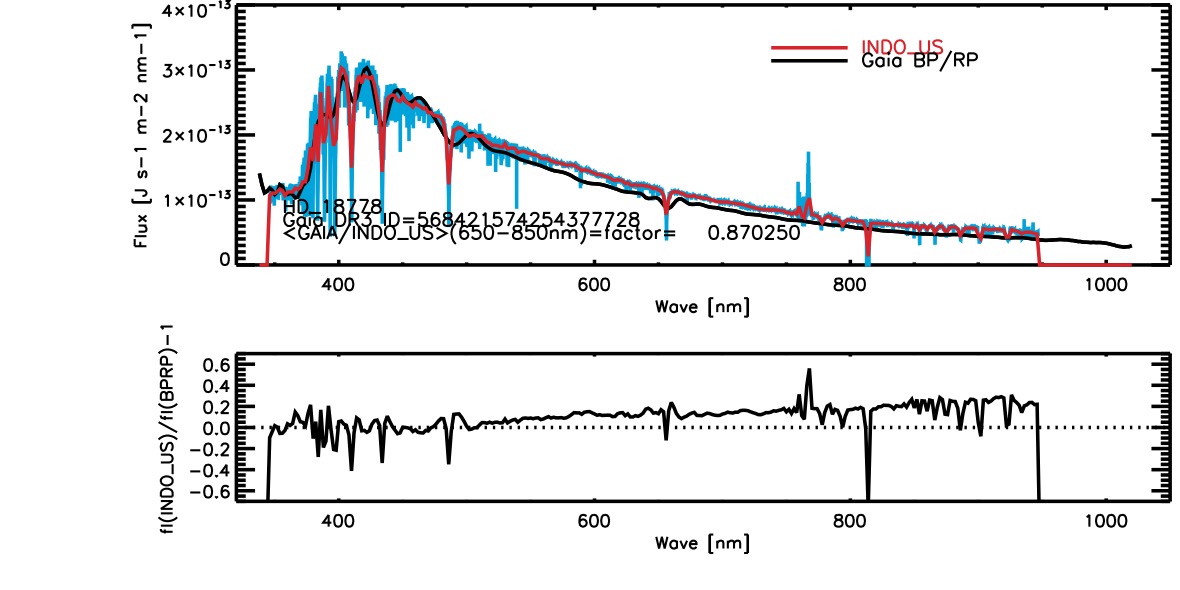 4×10−13
3×10−13
2×10−13
1×10−13
0
Flux [J s−1 m−2 nm−1]
INDO_US
Gaia BP/RP
HD_18778
Gaia DR3 ID=5684215742254377728
<GAIA/INDO_US>(650−850nm)=factor= 0.870250
400 600 800 1000
Wave [nm]
fl(INDO_US)/fl(BPRP)−1
0.6
0.4
0.2
0.0
−0.2
−0.4
−0.6
400 600 800 1000
Wave [nm]